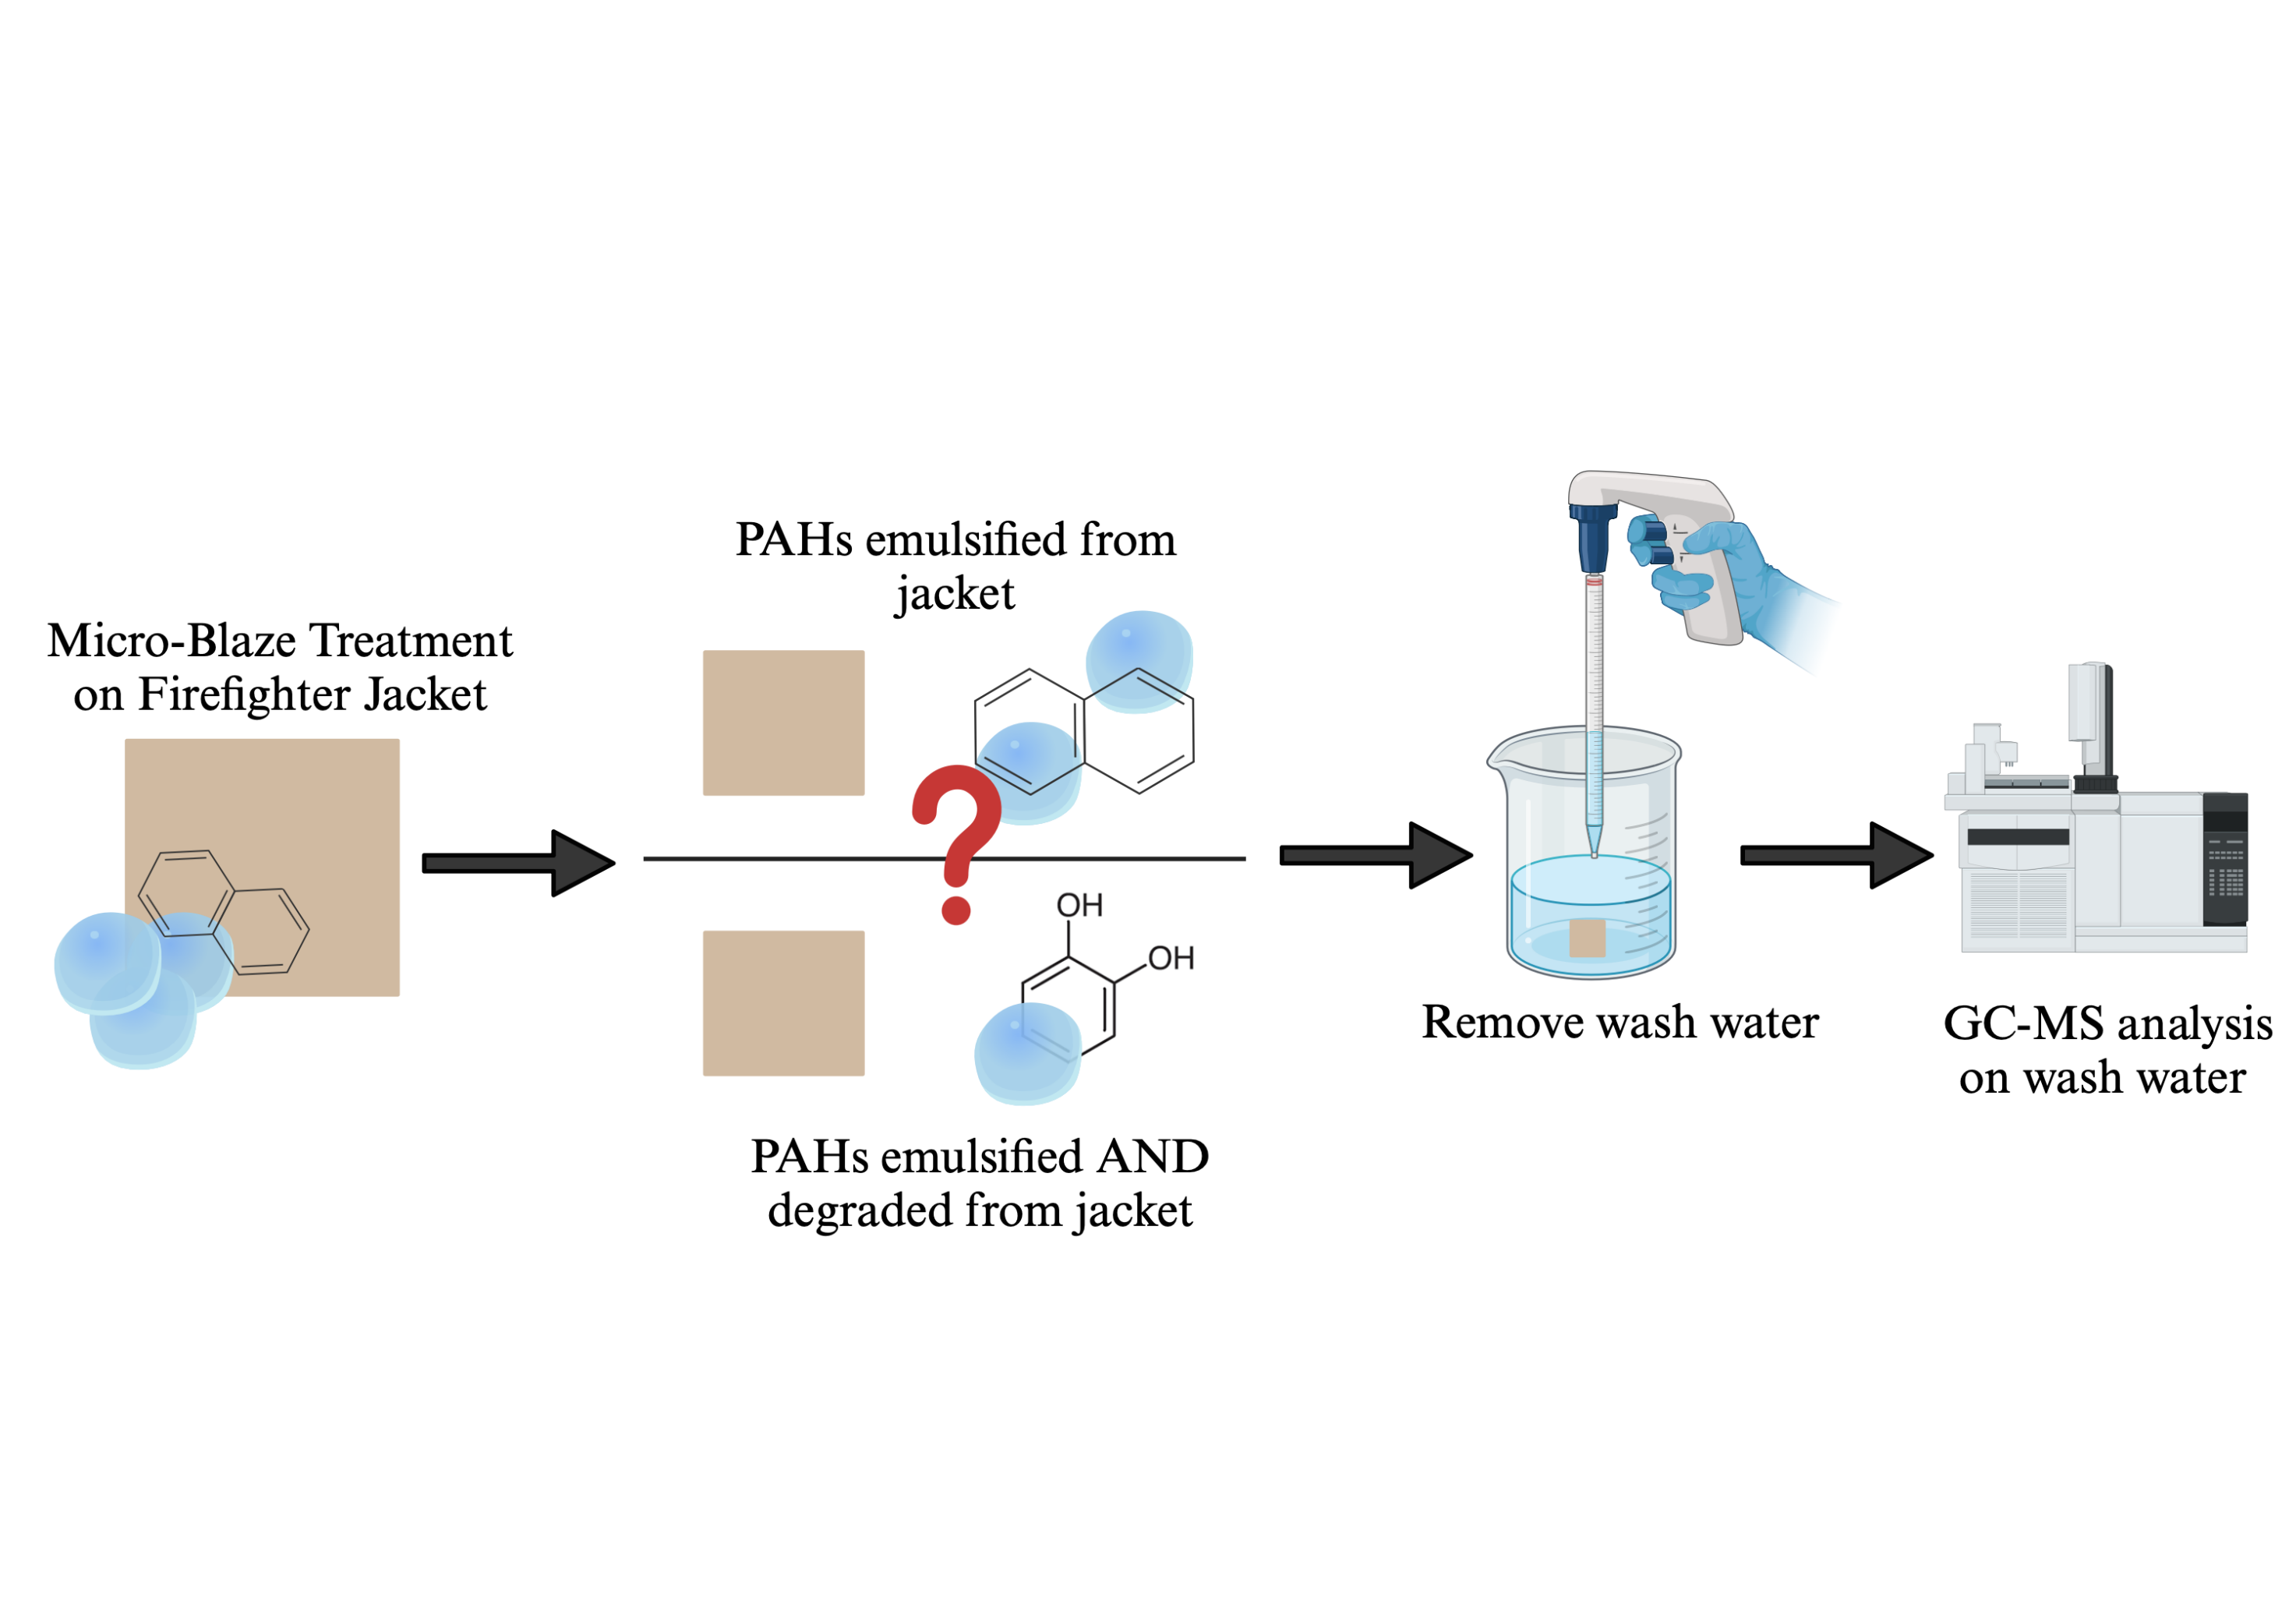 Micro-Blaze Treatment
on Firefighter Jacket
PAHs emulsified from
jacket
?
OH
OH
PAHs emulsified AND
degraded from jacket
Remove wash water
GC-MS analysis
on wash water